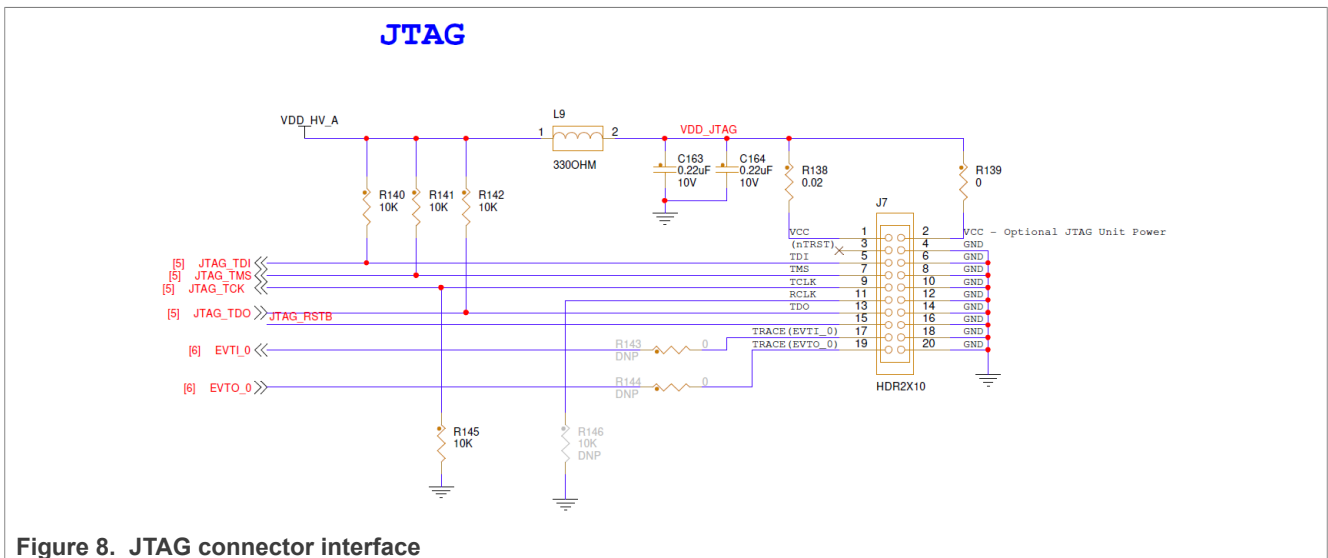 JTAG
VDD_HV_A
L9
1
2
330OHM
VDD_JTAG
C163
0.22uF
10V
C164
0.22uF
10V
R138
0.02
R139
0
R140
10K
R141
10K
R142
10K
J7
VCC 1 2 VCC - Optional JTAG Unit Power
(nTRST) 3 4 GND
[5] JTAG_TDI TDI 5 6 GND
[5] JTAG_TMS TMS 7 8 GND
[5] JTAG_TCK TCLK 9 10 GND
RCLK 11 12 GND
[5] JTAG_TDO TDO 13 14 GND
JTAG_RSTB 15 16 GND
TRACE(EVTI_0) 17 18 GND
TRACE(EVTO_0) 19 20 GND
[6] EVTI_0
R143
DNP
0
[6] EVTO_0
R144
DNP
0
HDR2X10
R145
10K
R146
10K
DNP
Figure 8. JTAG connector interface